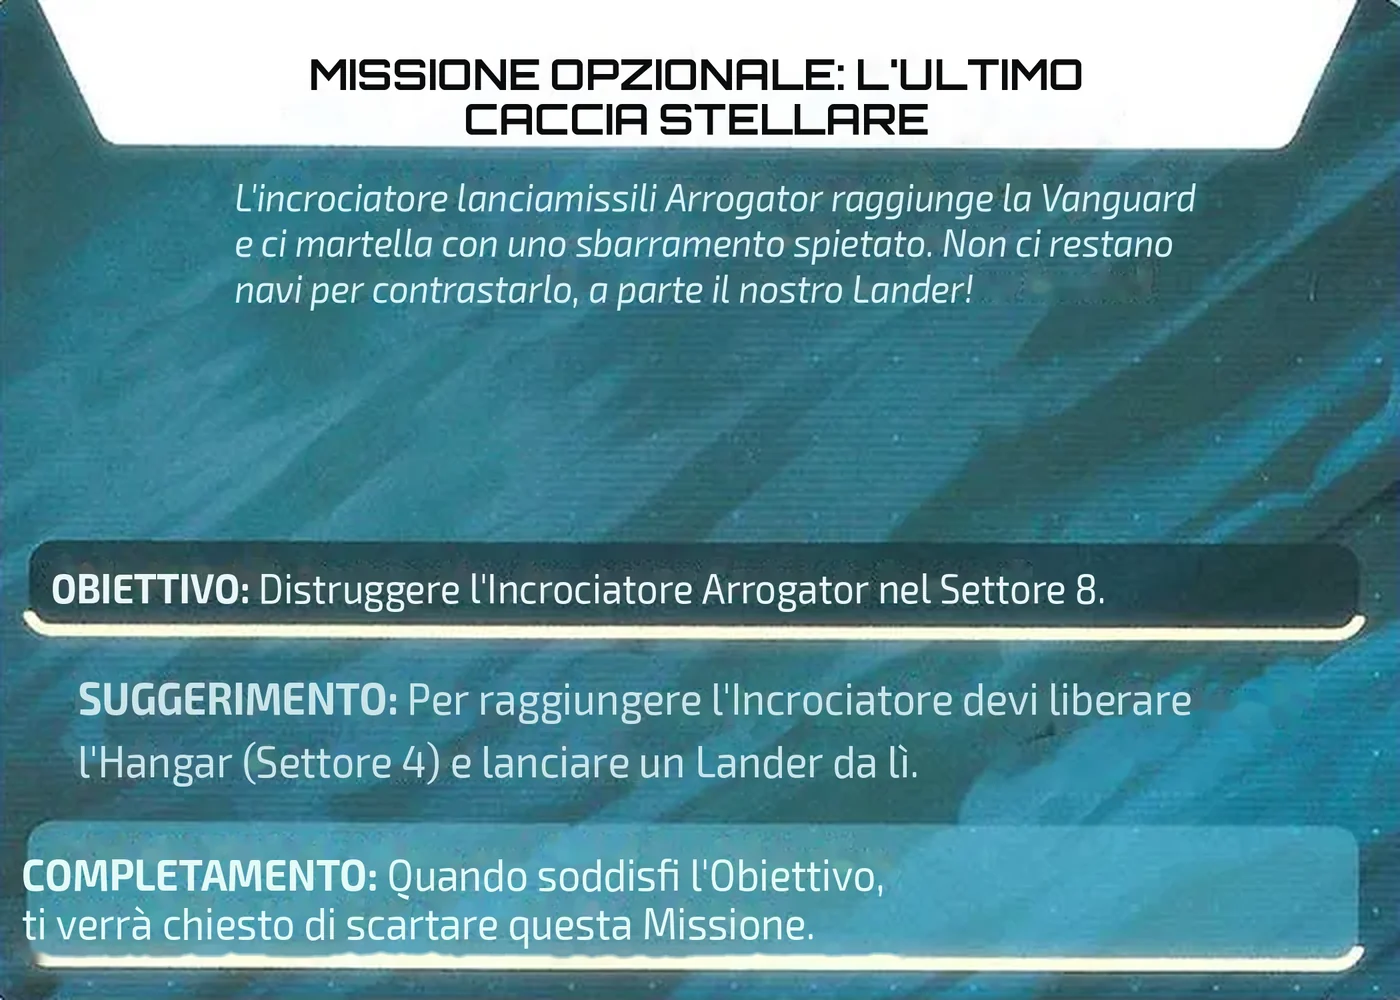 MISSIONE OPZIONALE: L'ULTIMO
CACCIA STELLARE
L'incrociatore lanciamissili Arrogator raggiunge la Vanguard
e ci martella con uno sbarramento spietato. Non ci restano
navi per contrastarlo, a parte il nostro Lander!
OBIETTIVO: Distruggere l'Incrociatore Arrogator nel Settore 8.
SUGGERIMENTO: Per raggiungere l'Incrociatore devi liberare
l'Hangar (Settore 4) e lanciare un Lander da lì.
COMPLETAMENTO: Quando soddisfi l'Obiettivo,
ti verrà chiesto di scartare questa Missione.